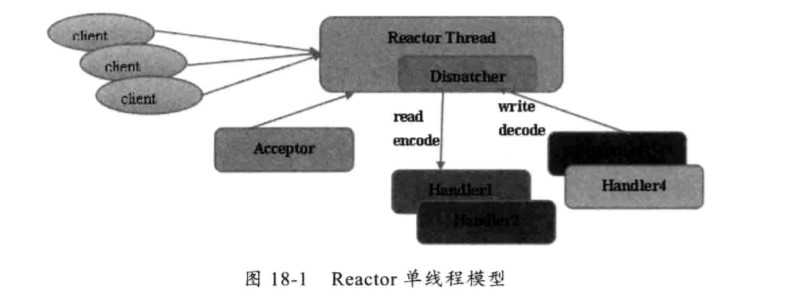 client
client
client
Reactor Thread
Dispatcher
read
encode
write
decode
Acceptor
Handler1
Handler2
Handler4
图 18-1 Reactor 单线程模型